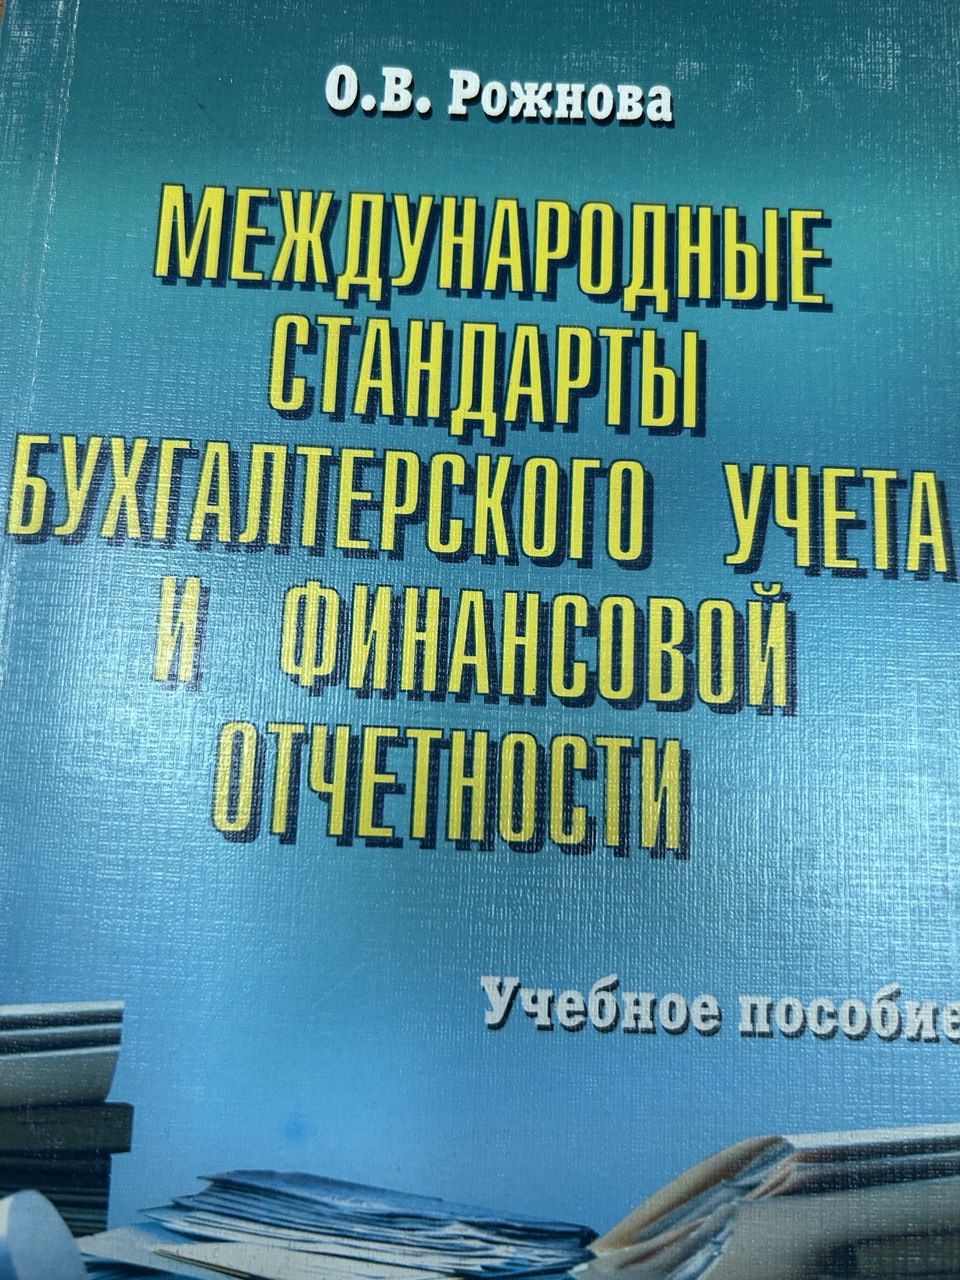 О.В. Рожнова
МЕЖДУНАРОДНЫЕ
СТАНДАРТЫ
БУХГАЛТЕРСКОГО УЧЕТА
И ФИНАНСОВОЙ
ОТЧЕТНОСТИ
Учебное пособие